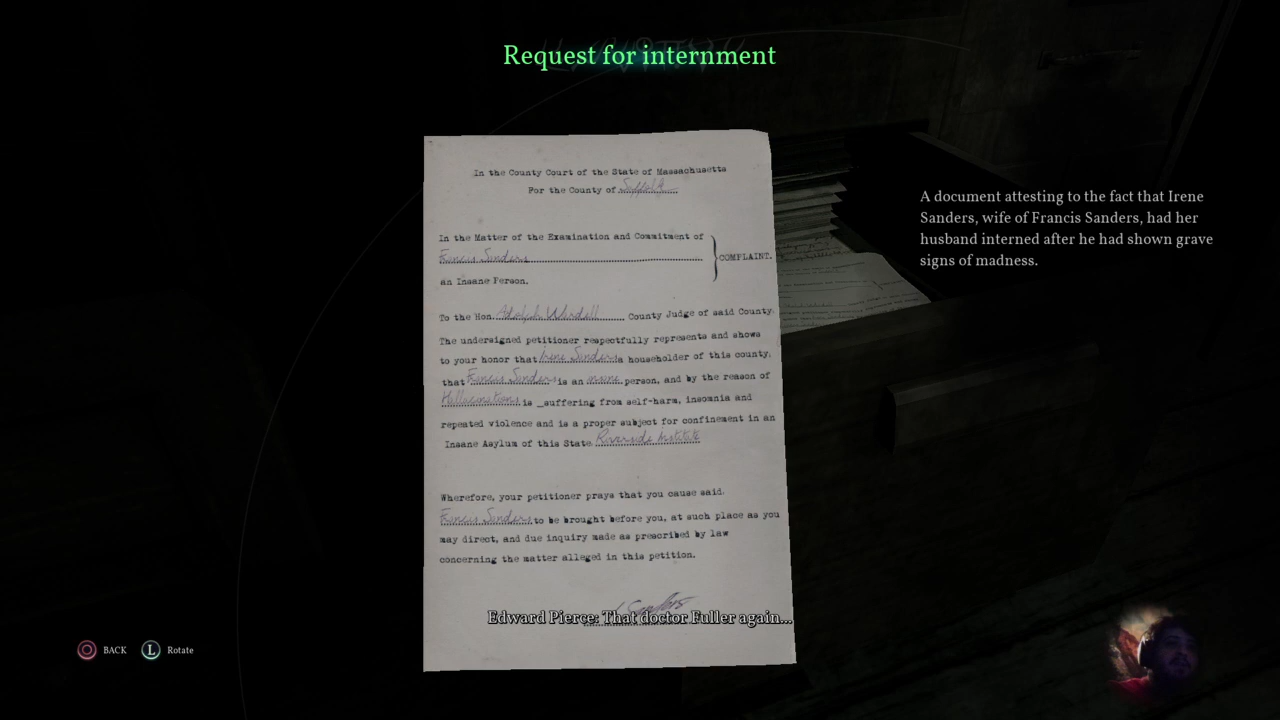 Request for internment
In the County Court of the State of Massachusetts
For the County of Suffolk
In the Matter of the Examination and Commitment of
Francis Sanders
COMPLAINT.
an Insane Person.
To the Hon. County Judge of said County.
The undersigned petitioner respectfully represents and shows
to your honor that Irene Sanders a householder of this county,
that Francis Sanders is an insane person, and by the reason of
Hallucinations is _suffering from self-harm, insomnia and
repeated violence and is a proper subject for confinement in an
Insane Asylum of this State Riverside Institute
Wherefore, your petitioner prays that you cause said.
Francis Sanders to be brought before you, at such place as you
may direct, and due inquiry made as prescribed by law
concerning the matter alleged in this petition.
Edward Pierce: That doctor Fuller again...
A document attesting to the fact that Irene
Sanders, wife of Francis Sanders, had her
husband interned after he had shown grave
signs of madness.
BACK
L Rotate